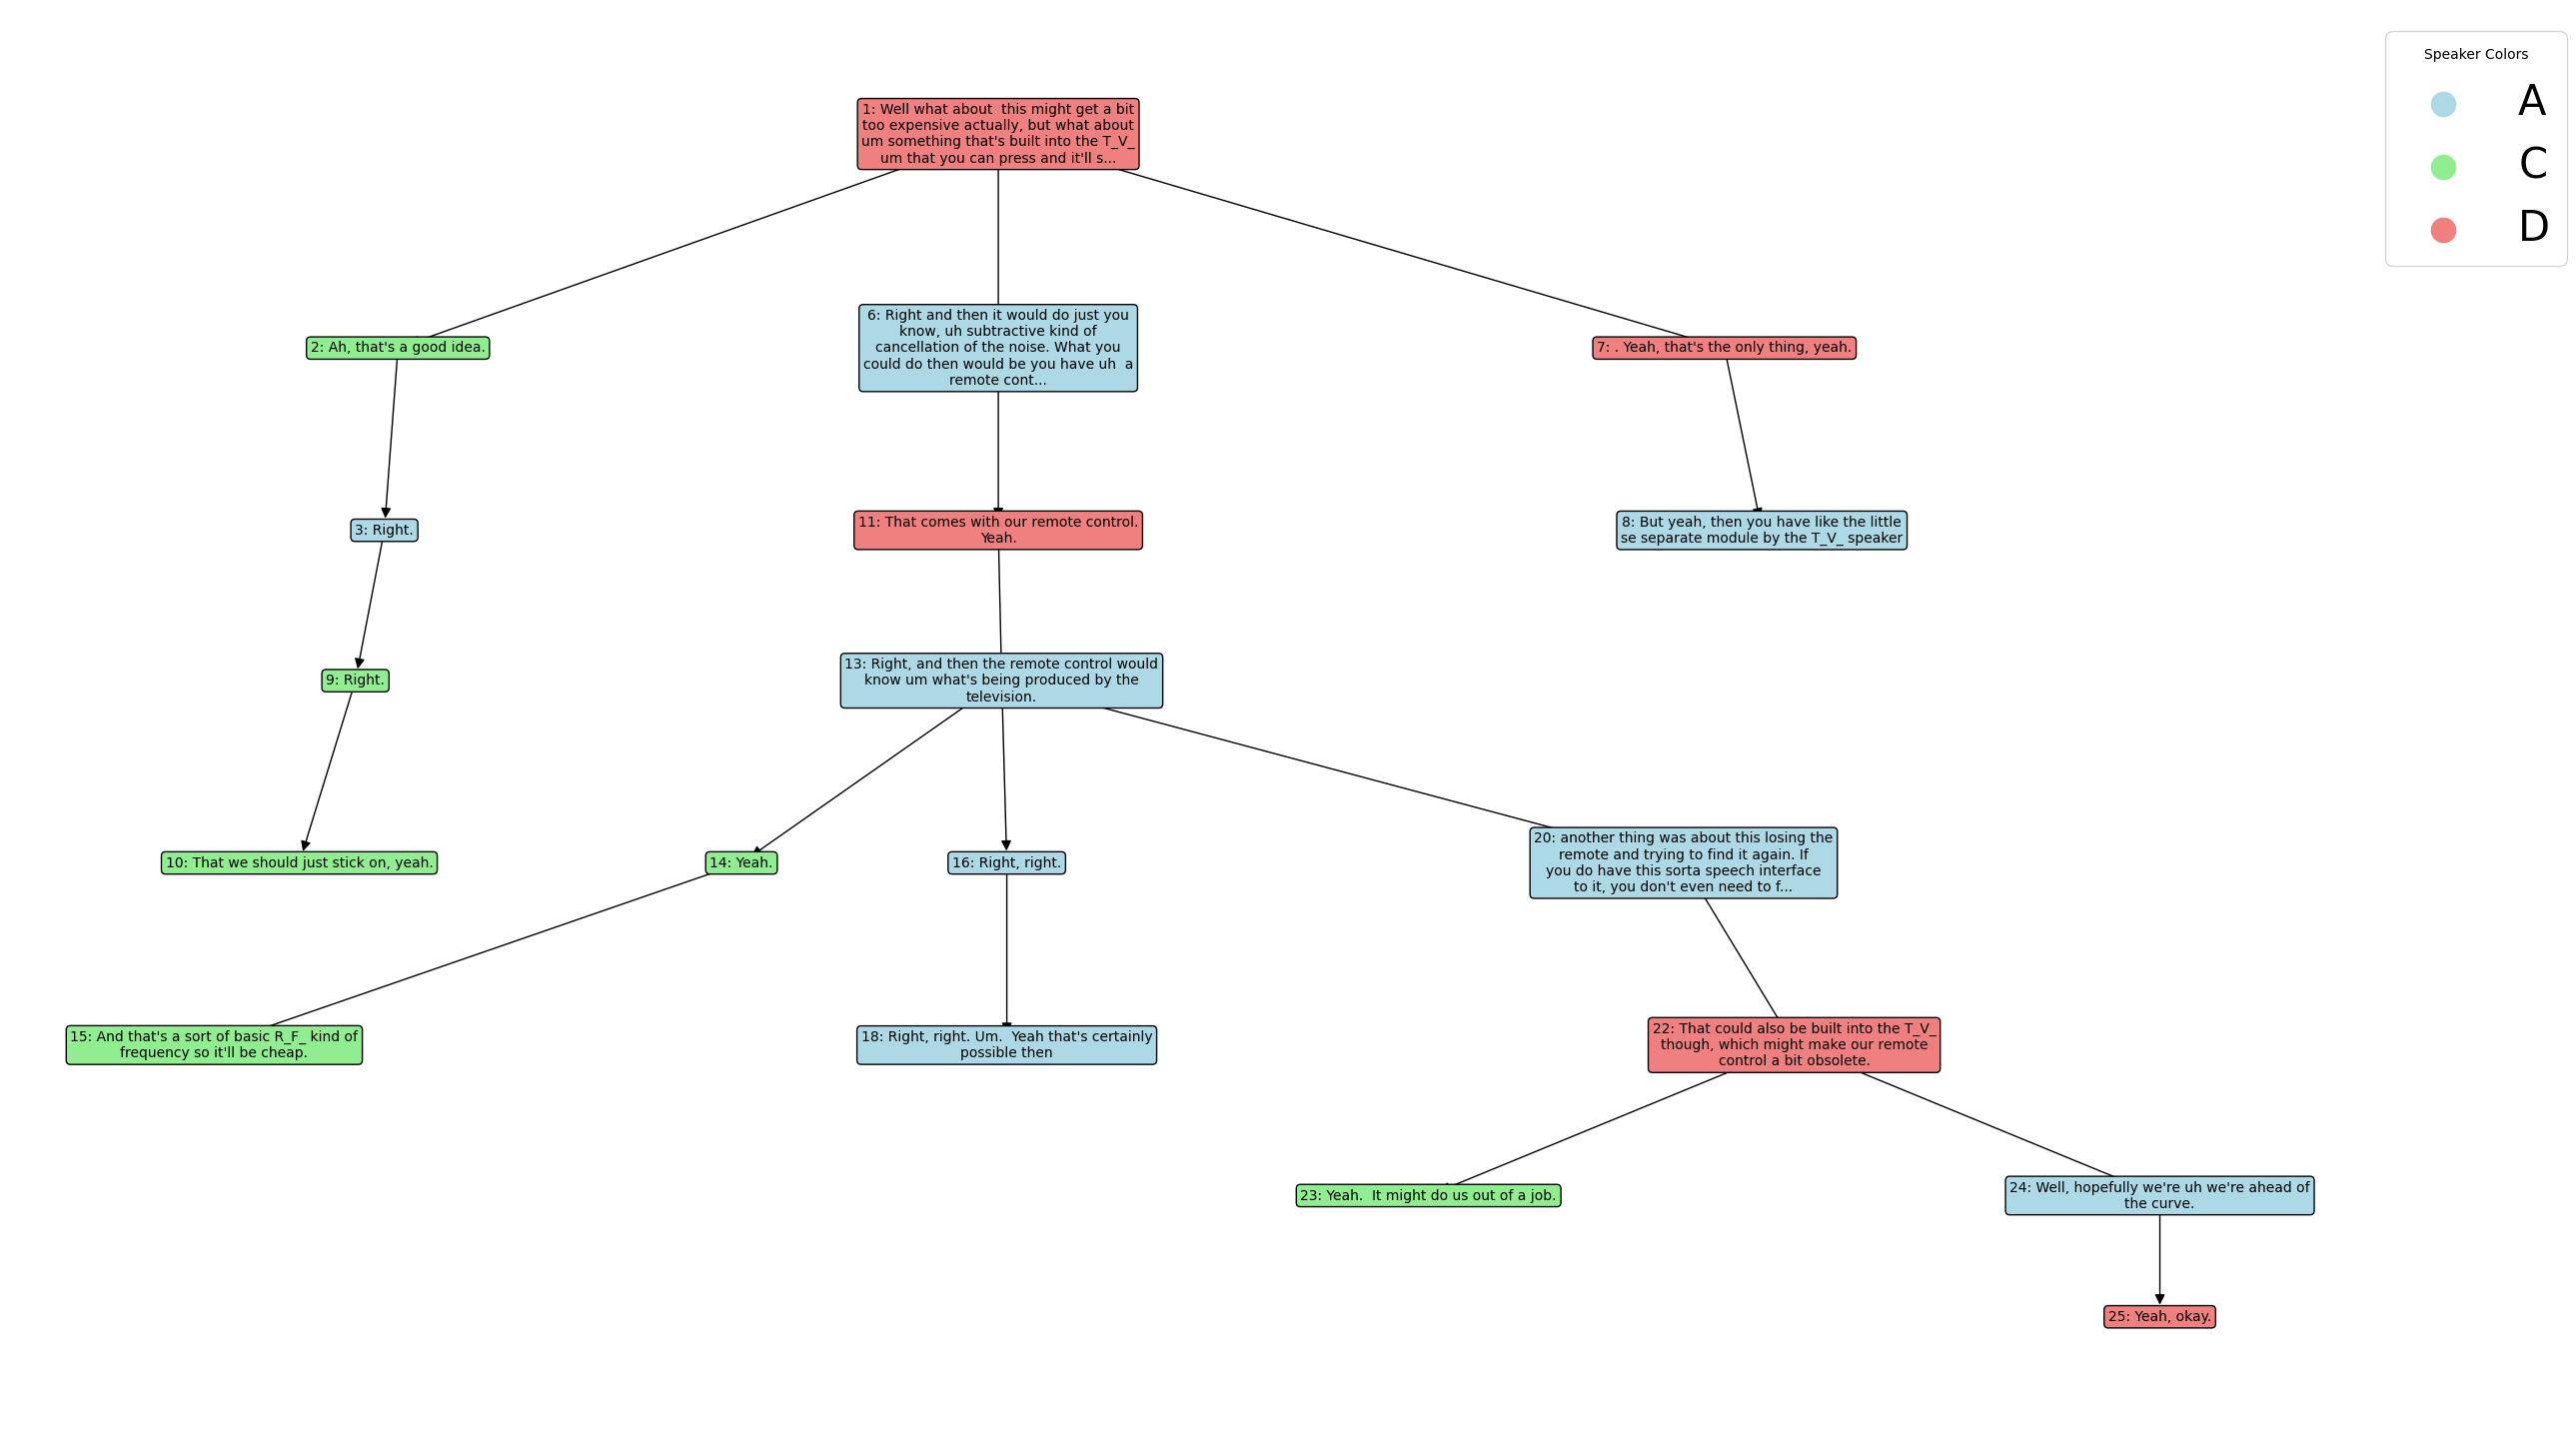 Speaker Colors
A
C
D
1: Well what about  this might get a bit
too expensive actually, but what about
um something that's built into the T_V_
um that you can press and it'll s...
2: Ah, that's a good idea.
6: Right and then it would do just you
know, uh subtractive kind of
cancellation of the noise. What you
could do then would be you have uh  a
remote cont...
7: . Yeah, that's the only thing, yeah.
3: Right.
11: That comes with our remote control.
Yeah.
8: But yeah, then you have like the little
se separate module by the T_V_ speaker
9: Right.
13: Right, and then the remote control would
know um what's being produced by the
television.
10: That we should just stick on, yeah.
14: Yeah.
16: Right, right.
20: another thing was about this losing the
remote and trying to find it again. If
you do have this sorta speech interface
to it, you don't even need to f...
15: And that's a sort of basic R_F_ kind of
frequency so it'll be cheap.
18: Right, right. Um.  Yeah that's certainly
possible then
22: That could also be built into the T_V_
though, which might make our remote
control a bit obsolete.
23: Yeah.  It might do us out of a job.
24: Well, hopefully we're uh we're ahead of
the curve.
25: Yeah, okay.